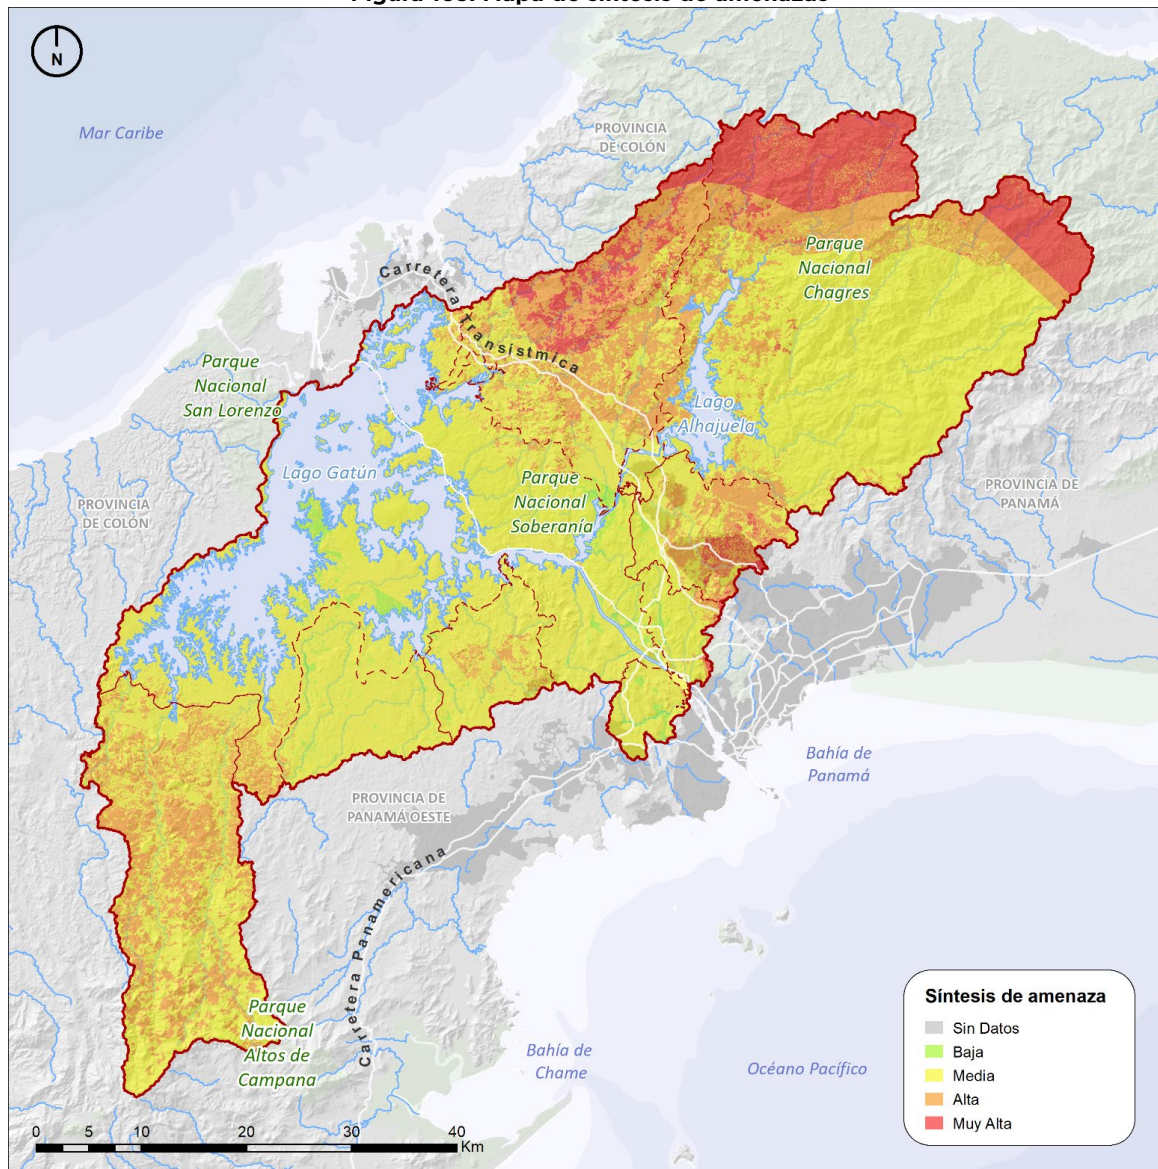 N
Mar Caribe
PROVINCIA
DE COLÓN
Parque
Nacional
Chagres
Carretera Transístmica
Parque
Nacional
San Lorenzo
Lago
Alhajuela
Lago Gatún
Parque
Nacional
Soberanía
PROVINCIA
DE COLÓN
PROVINCIA DE
PANAMÁ
Bahía de
Panamá
PROVINCIA DE
PANAMÁ OESTE
Carretera Panamericana
Parque
Nacional
Altos de
Campana
Bahía de
Chame
Océano Pacífico
Síntesis de amenaza
Sin Datos
Baja
Media
Alta
Muy Alta
0 5 10 20 30 40
Km